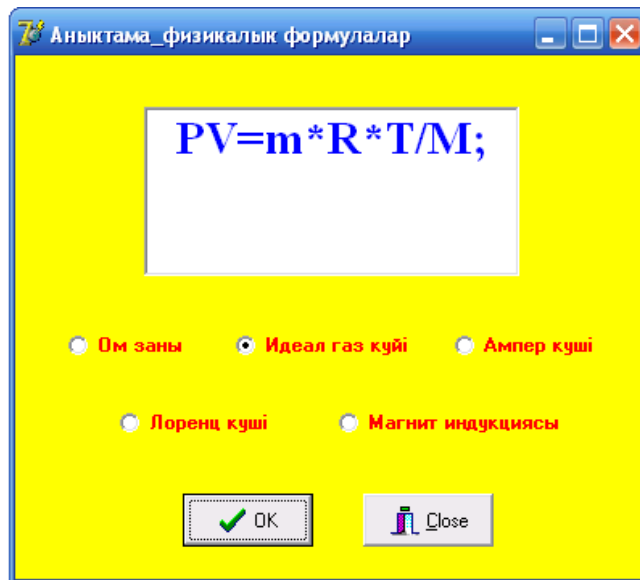 Аныктама_физикалык формулалар
PV=m*R*T/M;
Ом заны Идеал газ куйі Ампер куші
Лоренц куші Магнит индукциясы
OK Close